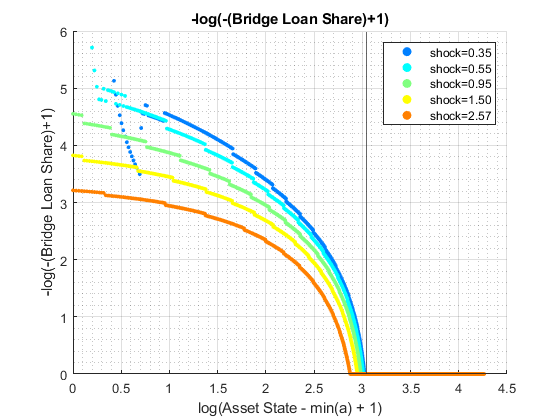 -log(-(Bridge Loan Share)+1)
6
5
4
3
2
1
0
-log(-(Bridge Loan Share)+1)
shock=0.35
shock=0.55
shock=0.95
shock=1.50
shock=2.57
0 0.5 1 1.5 2 2.5 3 3.5 4 4.5
log(Asset State - min(a) + 1)